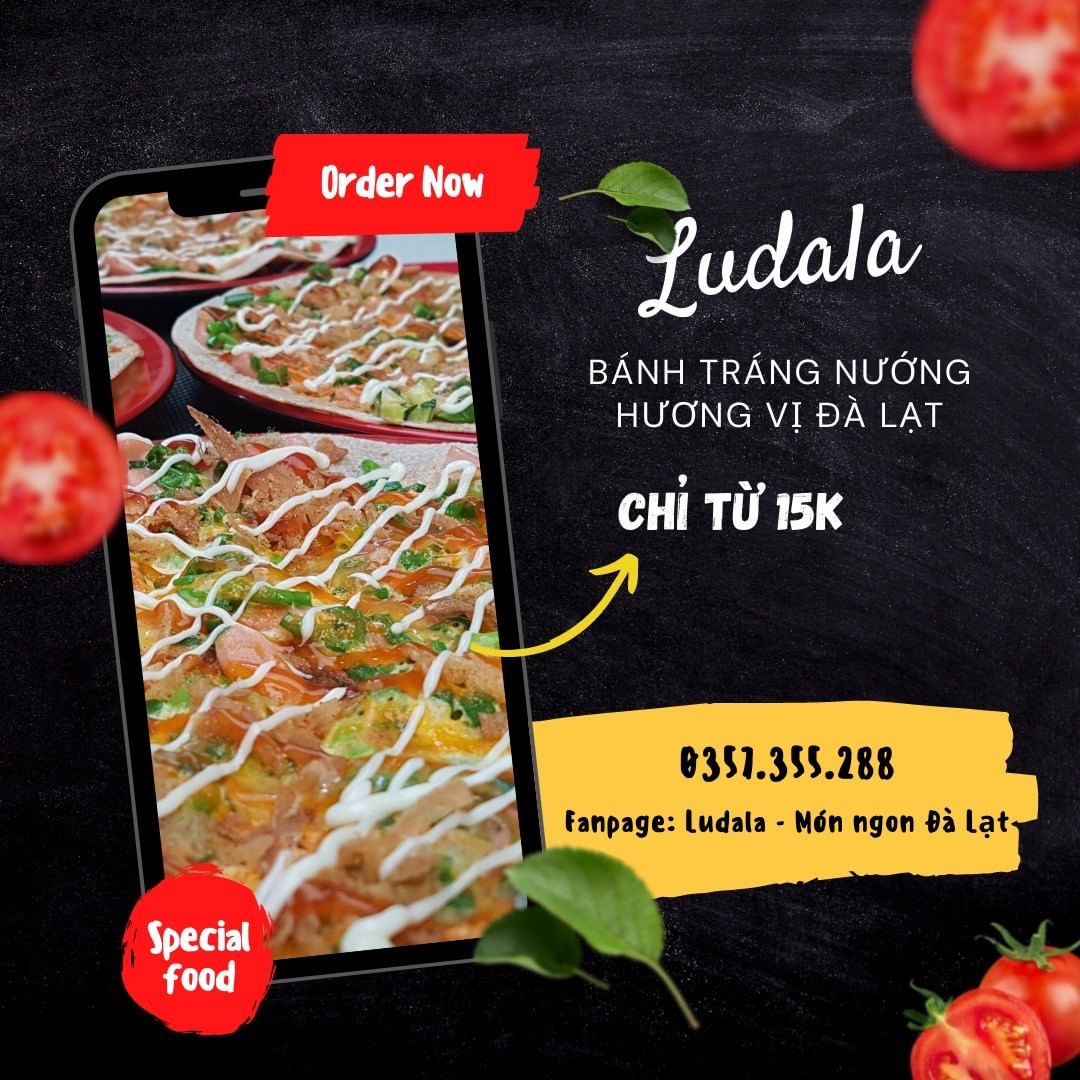 Order Now
Ludala
BÁNH TRÁNG NƯỚNG
HƯƠNG VỊ ĐÀ LẠT
CHỈ TỪ 15K
0357.355.288
Fanpage: Ludala - Món ngon Đà Lạt
Special
food